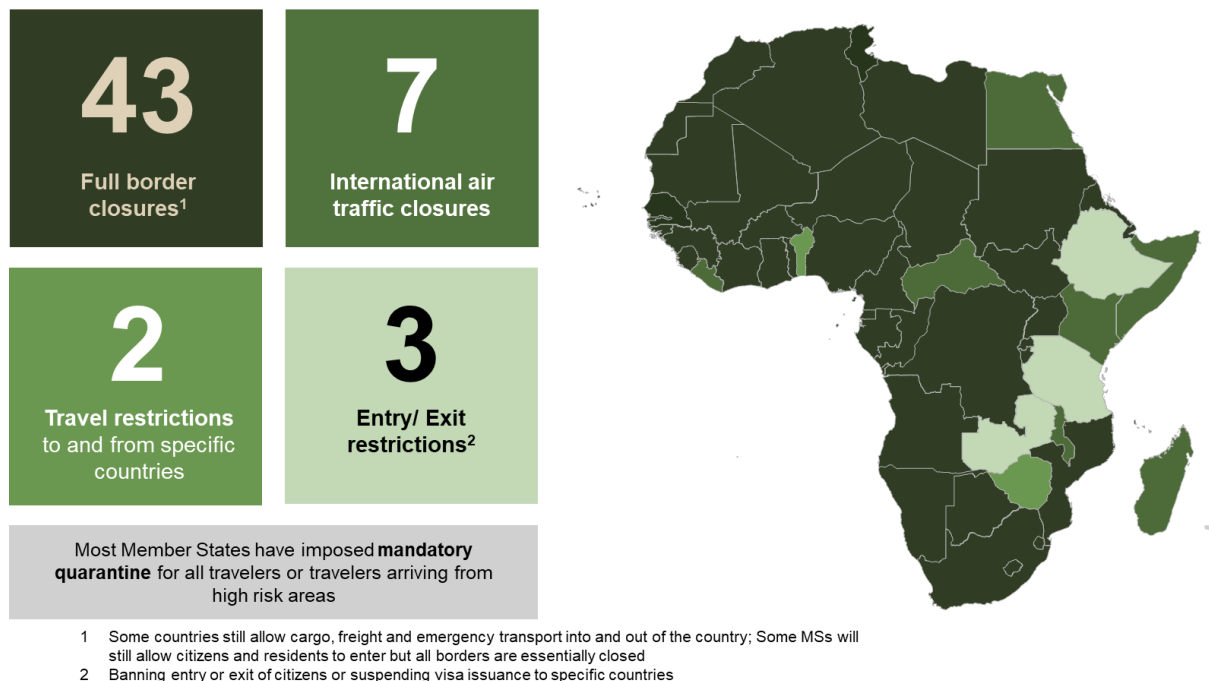 43
Full border
closures1
7
International air
traffic closures
2
Travel restrictions
to and from specific
countries
3
Entry/ Exit
restrictions2
Most Member States have imposed mandatory
quarantine for all travelers or travelers arriving from
high risk areas
1 Some countries still allow cargo, freight and emergency transport into and out of the country; Some MSs will
still allow citizens and residents to enter but all borders are essentially closed
2 Banning entry or exit of citizens or suspending visa issuance to specific countries